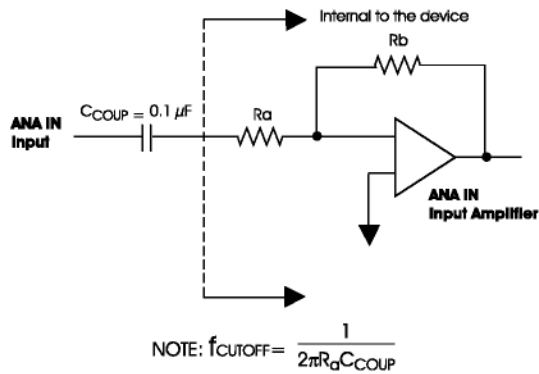 Internal to the device
Rb
CCOUP = 0.1 µF
Ra
ANA IN
Input
ANA IN
Input Amplifier
NOTE: fCUTOFF= 1
2πRaCCOUP